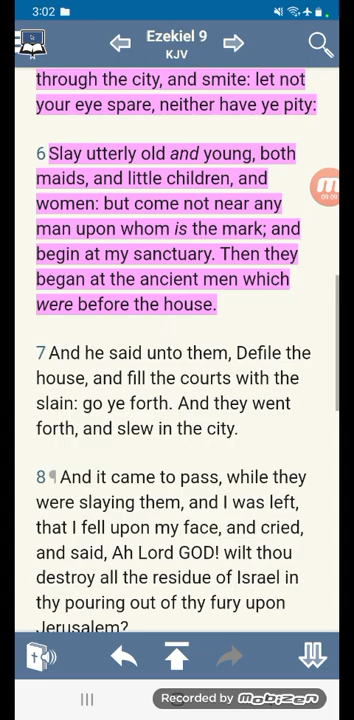 3:02
Ezekiel 9
KJV
through the city, and smite: let not
your eye spare, neither have ye pity:
6 Slay utterly old and young, both
maids, and little children, and
women: but come not near any
man upon whom is the mark; and
begin at my sanctuary. Then they
began at the ancient men which
were before the house.
7 And he said unto them, Defile the
house, and fill the courts with the
slain: go ye forth. And they went
forth, and slew in the city.
8 ¶ And it came to pass, while they
were slaying them, and I was left,
that I fell upon my face, and cried,
and said, Ah Lord GOD! wilt thou
destroy all the residue of Israel in
thy pouring out of thy fury upon
Jerusalem?
Recorded by MOBIZEN